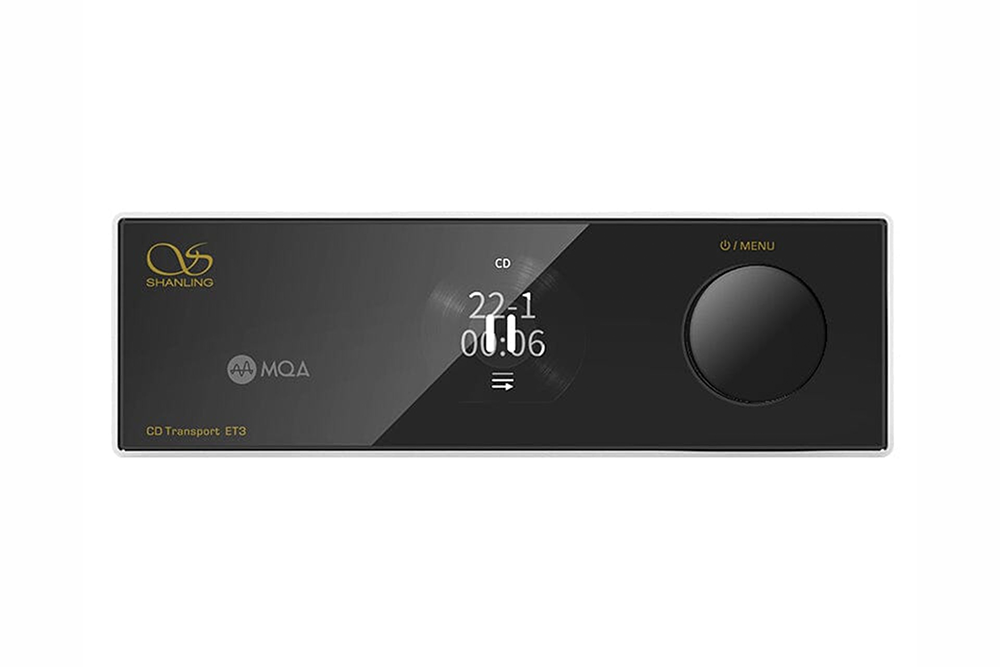 SHANLING
CD
/ MENU
22-1
00:06
MQA
CD Transport ET3